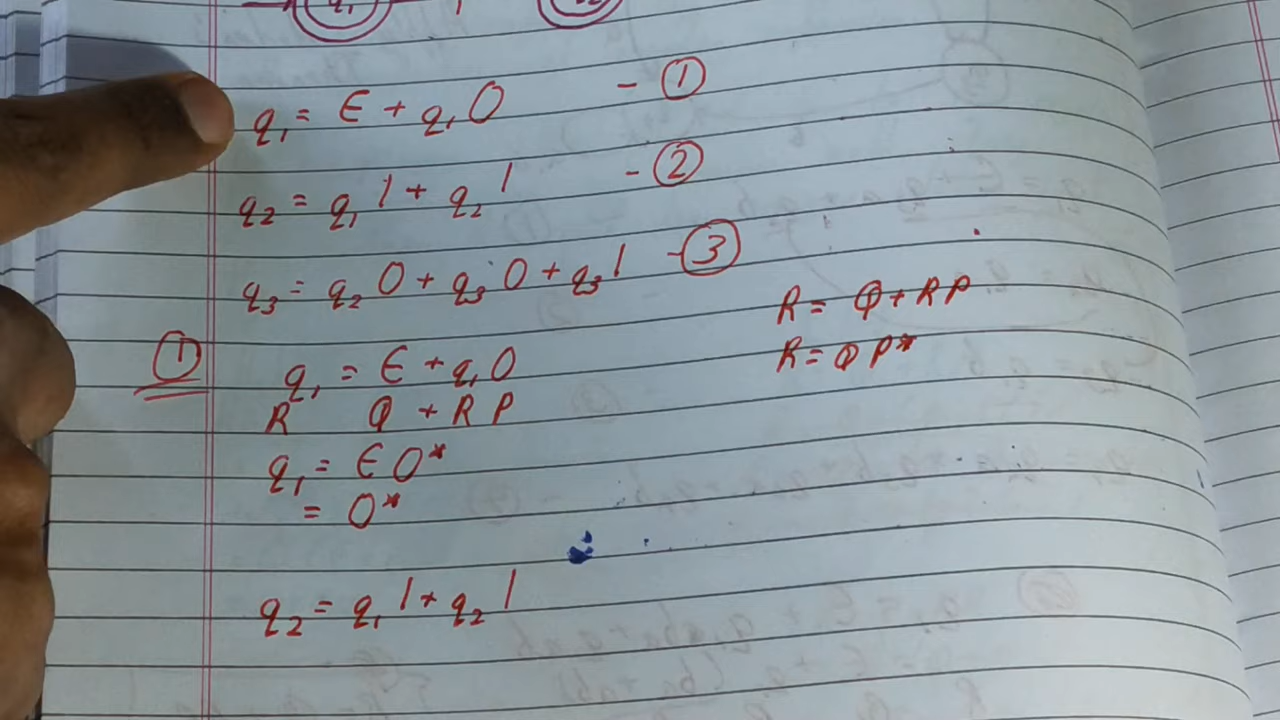 q₁ = ϵ + q₁0 - ①
q₂ = q₁1 + q₂1 - ②
q₃ = q₂0 + q₃0 + q₃1 - ③
R = Q + RP
R = QP*
① q₁ = ϵ + q₁0
R Q + R P
q₁ = ϵ0*
= 0*
q₂ = q₁1 + q₂1